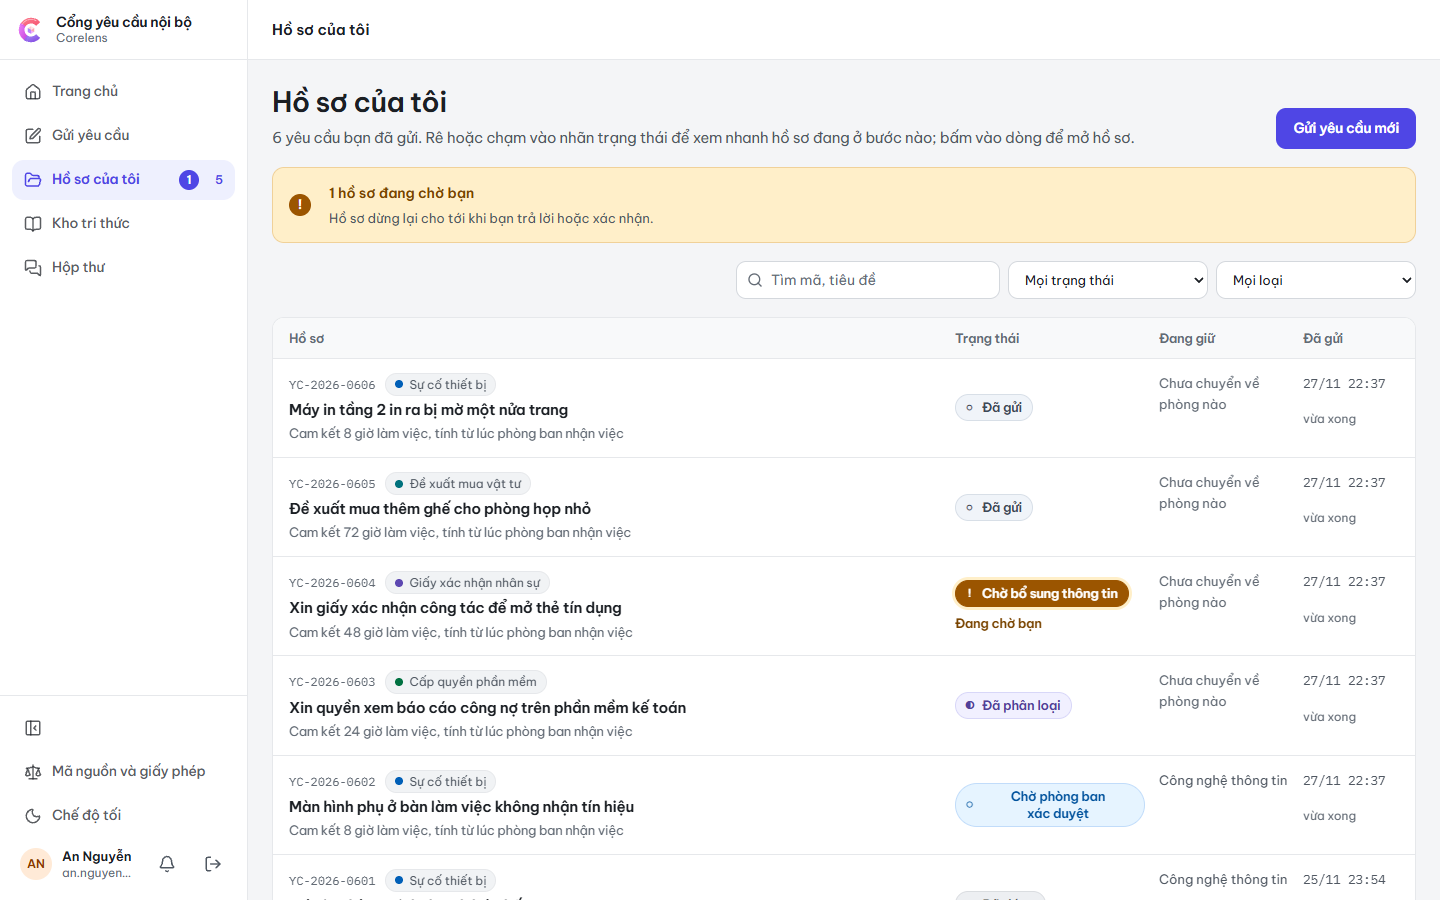 Cổng yêu cầu nội bộ
Corelens
Hồ sơ của tôi
Trang chủ
Gửi yêu cầu
Hồ sơ của tôi 1 5
Kho tri thức
Hộp thư
Mã nguồn và giấy phép
Chế độ tối
AN
An Nguyễn
an.nguyen...
Hồ sơ của tôi
6 yêu cầu bạn đã gửi. Rê hoặc chạm vào nhãn trạng thái để xem nhanh hồ sơ đang ở bước nào; bấm vào dòng để mở hồ sơ.
Gửi yêu cầu mới
! 1 hồ sơ đang chờ bạn
Hồ sơ dừng lại cho tới khi bạn trả lời hoặc xác nhận.
Tìm mã, tiêu đề
Mọi trạng thái
Mọi loại
Hồ sơ Trạng thái Đang giữ Đã gửi
YC-2026-0606 Sự cố thiết bị
Máy in tầng 2 in ra bị mờ một nửa trang
Cam kết 8 giờ làm việc, tính từ lúc phòng ban nhận việc
Đã gửi
Chưa chuyển về
phòng nào
27/11 22:37
vừa xong
YC-2026-0605 Đề xuất mua vật tư
Đề xuất mua thêm ghế cho phòng họp nhỏ
Cam kết 72 giờ làm việc, tính từ lúc phòng ban nhận việc
Đã gửi
Chưa chuyển về
phòng nào
27/11 22:37
vừa xong
YC-2026-0604 Giấy xác nhận nhân sự
Xin giấy xác nhận công tác để mở thẻ tín dụng
Cam kết 48 giờ làm việc, tính từ lúc phòng ban nhận việc
! Chờ bổ sung thông tin
Đang chờ bạn
Chưa chuyển về
phòng nào
27/11 22:37
vừa xong
YC-2026-0603 Cấp quyền phần mềm
Xin quyền xem báo cáo công nợ trên phần mềm kế toán
Cam kết 24 giờ làm việc, tính từ lúc phòng ban nhận việc
Đã phân loại
Chưa chuyển về
phòng nào
27/11 22:37
vừa xong
YC-2026-0602 Sự cố thiết bị
Màn hình phụ ở bàn làm việc không nhận tín hiệu
Cam kết 8 giờ làm việc, tính từ lúc phòng ban nhận việc
Chờ phòng ban
xác duyệt
Công nghệ thông tin
27/11 22:37
vừa xong
YC-2026-0601 Sự cố thiết bị
Công nghệ thông tin
25/11 23:54